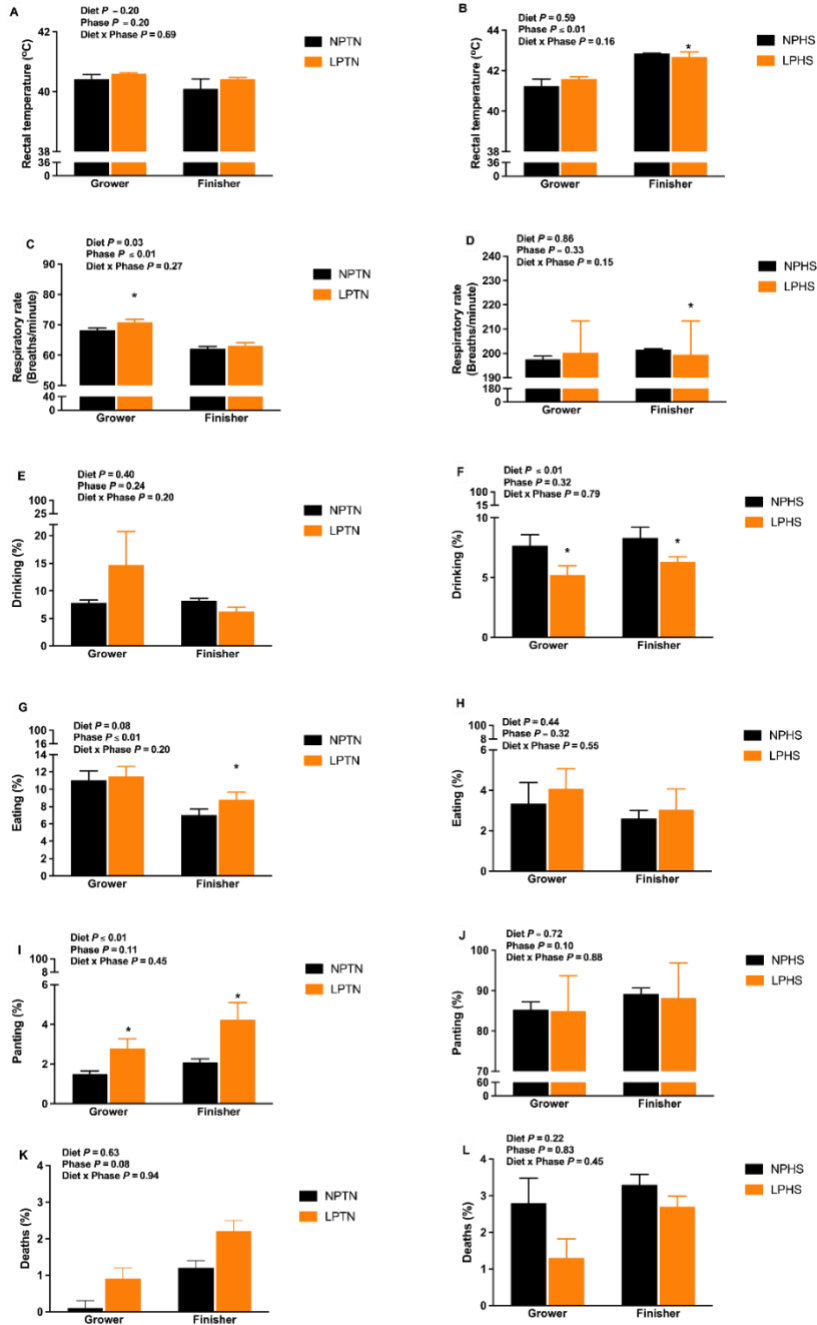 A
Diet P = 0.20
Phase P = 0.20
Diet x Phase P = 0.69
Rectal temperature (ºC)
42
40
38
36
0
Grower
Finisher
NPTN
LPTN
B
Diet P = 0.59
Phase P ≤ 0.01
Diet x Phase P = 0.16
Rectal temperature (ºC)
44
42
40
38
36
0
*
Grower
Finisher
NPHS
LPHS
C
Diet P = 0.03
Phase P ≤ 0.01
Diet x Phase P = 0.27
Respiratory rate
(Breaths/minute)
90
80
70
60
50
40
0
*
Grower
Finisher
NPTN
LPTN
D
Diet P = 0.86
Phase P = 0.33
Diet x Phase P = 0.15
Respiratory rate
(Breaths/minute)
240
230
220
210
200
190
180
0
*
Grower
Finisher
NPHS
LPHS
E
Diet P = 0.40
Phase P = 0.24
Diet x Phase P = 0.20
Drinking (%)
100
25
20
15
10
5
0
Grower
Finisher
NPTN
LPTN
F
Diet P ≤ 0.01
Phase P = 0.32
Diet x Phase P = 0.79
Drinking (%)
100
15
10
5
0
*
*
Grower
Finisher
NPHS
LPHS
G
Diet P = 0.08
Phase P ≤ 0.01
Diet x Phase P = 0.20
Eating (%)
100
16
14
12
10
8
6
4
2
0
*
Grower
Finisher
NPTN
LPTN
H
Diet P = 0.44
Phase P = 0.32
Diet x Phase P = 0.55
Eating (%)
100
8
6
4
2
0
Grower
Finisher
NPHS
LPHS
I
Diet P ≤ 0.01
Phase P = 0.11
Diet x Phase P = 0.45
Panting (%)
100
8
6
4
2
0
*
*
Grower
Finisher
NPTN
LPTN
J
Diet P = 0.72
Phase P = 0.10
Diet x Phase P = 0.88
Panting (%)
100
90
80
70
60
0
Grower
Finisher
NPHS
LPHS
K
Diet P = 0.63
Phase P = 0.08
Diet x Phase P = 0.94
Deaths (%)
4
3
2
1
0
Grower
Finisher
NPTN
LPTN
L
Diet P = 0.22
Phase P = 0.83
Diet x Phase P = 0.45
Deaths (%)
4
3
2
1
0
Grower
Finisher
NPHS
LPHS